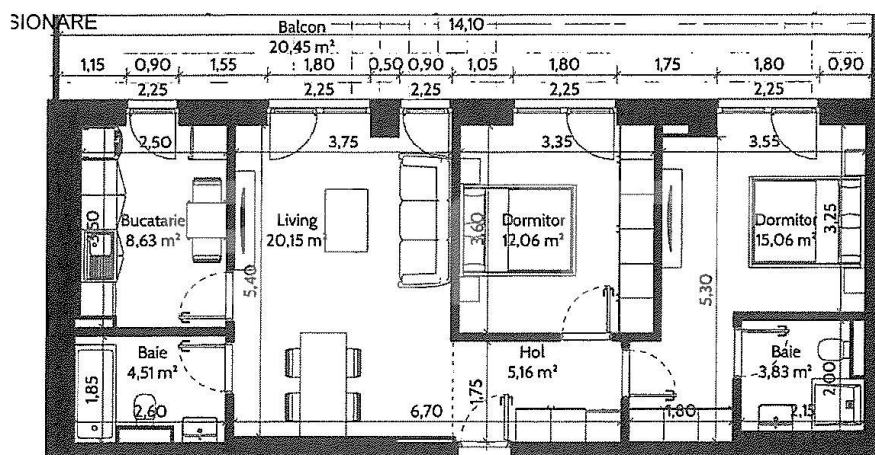 SIONARE
Balcon
20,45 m²
14,10
1,15 0,90 1,55 1,80 0,50 0,90 1,05 1,80 1,75 1,80 0,90
2,25 2,25 2,25 2,25 2,25
2,50 3,75 3,35 3,55
3,50
Bucatarie
8,63 m²
Living
20,15 m²
3,60
Dormitor
12,06 m²
Dormitor
15,06 m²
3,25
5,40
5,30
Baie
4,51 m²
1,85
2,60
6,70
1,75
Hol
5,16 m²
1,80
Baie
3,83 m²
2,00
2,15